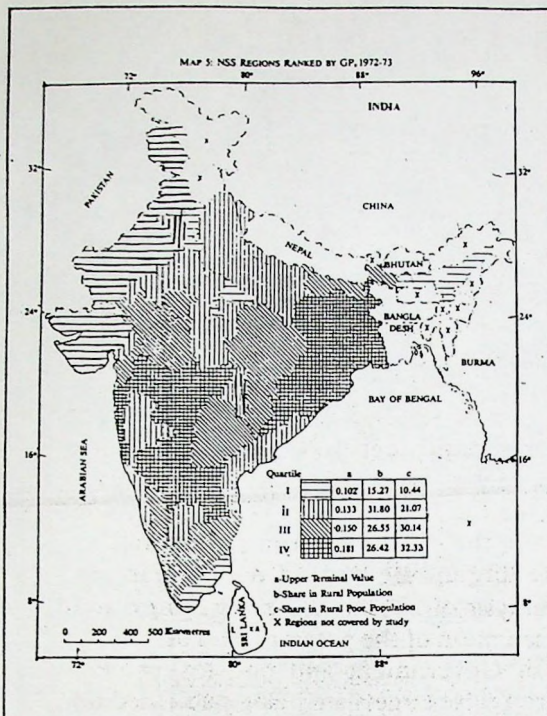 MAP 5: NSS REGIONS RANKED BY GP, 1972-73
72° 80° 88° 96°
INDIA
32° 32°
PAKISTAN
CHINA
NEPAL
BHUTAN
24° 24°
BANGLA
DESH
BURMA
BAY OF BENGAL
ARABIAN SEA
16° 16°
Quartile a b c
I 0.102 15.27 10.44
II 0.133 31.80 21.07
III 0.150 26.55 30.14
IV 0.181 26.42 32.33
a-Upper Terminal Value
b-Share in Rural Population
c-Share in Rural Poor Population
X Regions not covered by study
8° 8°
SRI LANKA
0 100 200 300 400 500 Kilometres
INDIAN OCEAN
72° 80° 88°